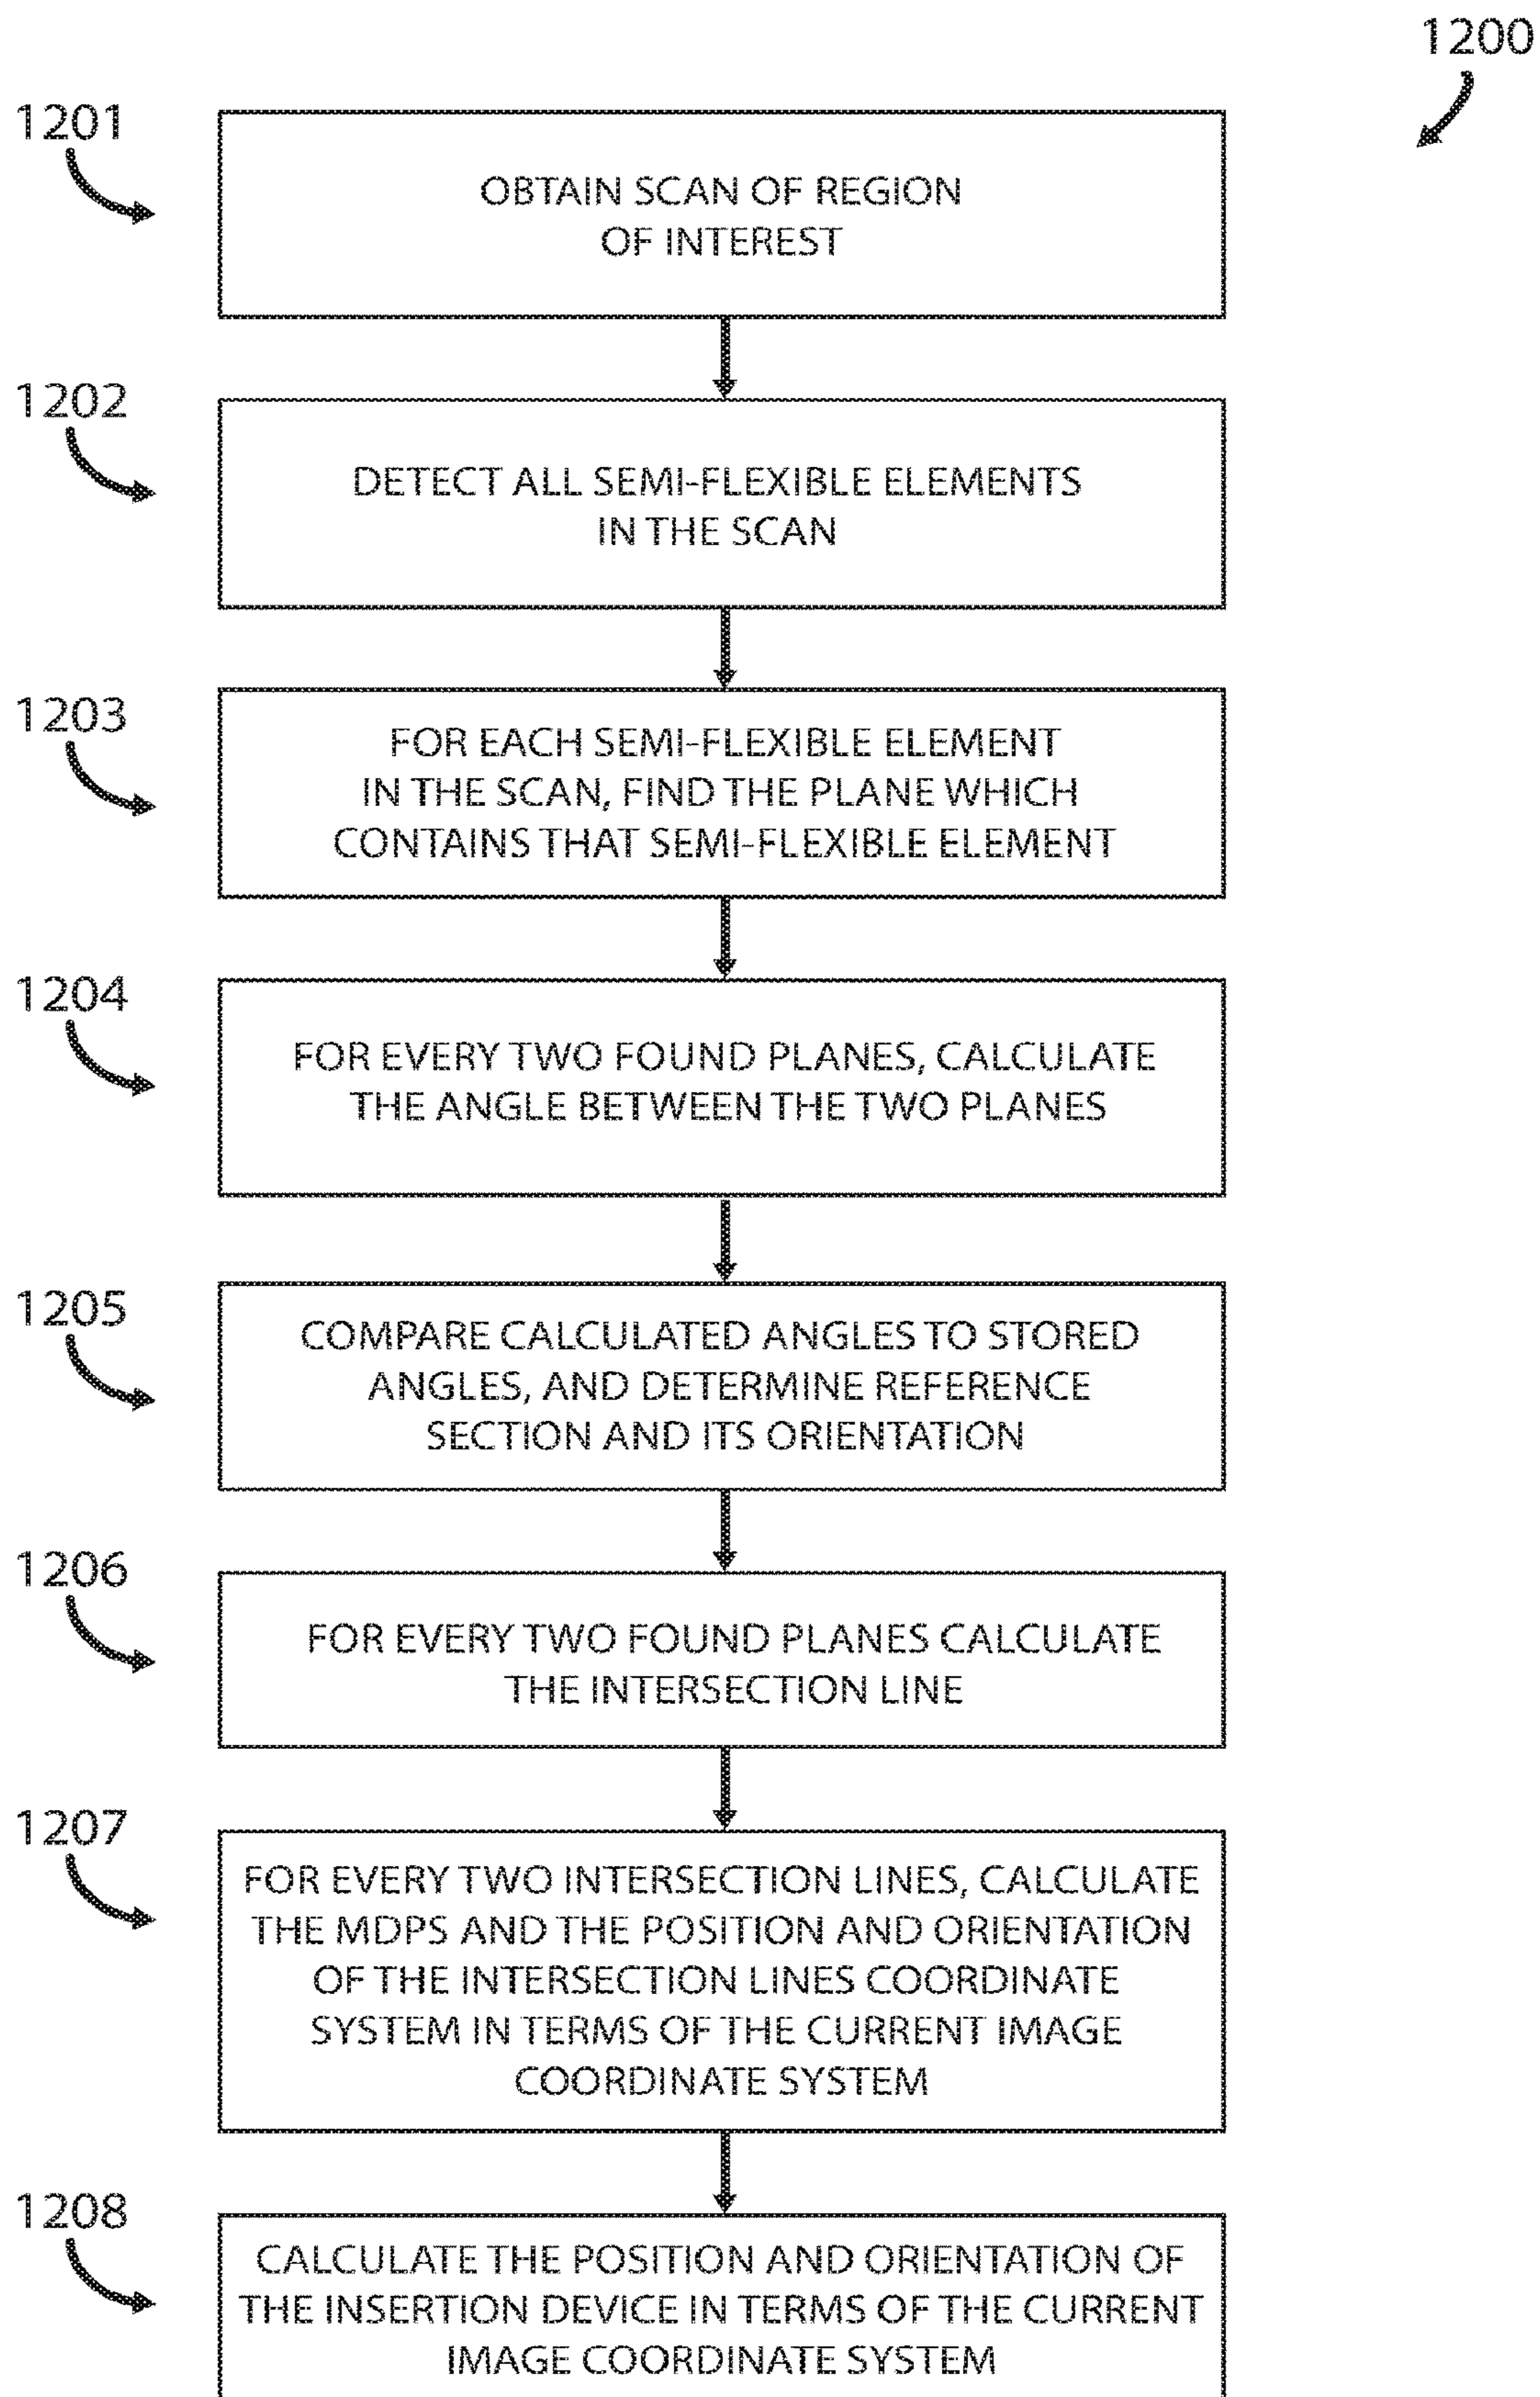 1200
1201
OBTAIN SCAN OF REGION
OF INTEREST
1202
DETECT ALL SEMI-FLEXIBLE ELEMENTS
IN THE SCAN
1203
FOR EACH SEMI-FLEXIBLE ELEMENT
IN THE SCAN, FIND THE PLANE WHICH
CONTAINS THAT SEMI-FLEXIBLE ELEMENT
1204
FOR EVERY TWO FOUND PLANES, CALCULATE
THE ANGLE BETWEEN THE TWO PLANES
1205
COMPARE CALCULATED ANGLES TO STORED
ANGLES, AND DETERMINE REFERENCE
SECTION AND ITS ORIENTATION
1206
FOR EVERY TWO FOUND PLANES CALCULATE
THE INTERSECTION LINE
1207
FOR EVERY TWO INTERSECTION LINES, CALCULATE
THE MDPS AND THE POSITION AND ORIENTATION
OF THE INTERSECTION LINES COORDINATE
SYSTEM IN TERMS OF THE CURRENT IMAGE
COORDINATE SYSTEM
1208
CALCULATE THE POSITION AND ORIENTATION OF
THE INSERTION DEVICE IN TERMS OF THE CURRENT
IMAGE COORDINATE SYSTEM